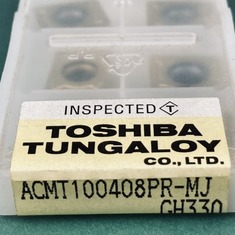 INSPECTED T
TOSHIBA
TUNGALOY
CO., LTD.
ACMT100408PR-MJ
GH330